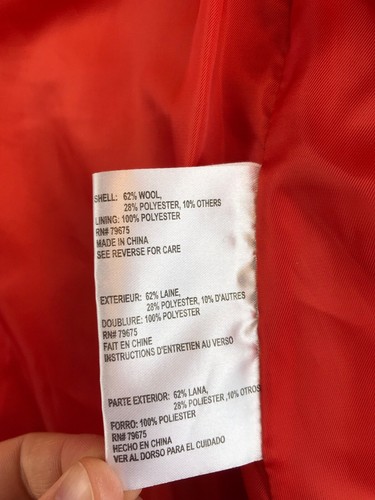 SHELL: 62% WOOL,
28% POLYESTER, 10% OTHERS
LINING: 100% POLYESTER
RN# 79675
MADE IN CHINA
SEE REVERSE FOR CARE
EXTERIEUR: 62% LAINE,
28% POLYESTER, 10% D'AUTRES
DOUBLURE: 100% POLYESTER
RN# 79675
FAIT EN CHINE
INSTRUCTIONS D'ENTRETIEN AU VERSO
PARTE EXTERIOR: 62% LANA,
28% POLIESTER ,10% OTROS
FORRO: 100% POLIESTER
RN# 79675
HECHO EN CHINA
VER AL DORSO PARA EL CUIDADO